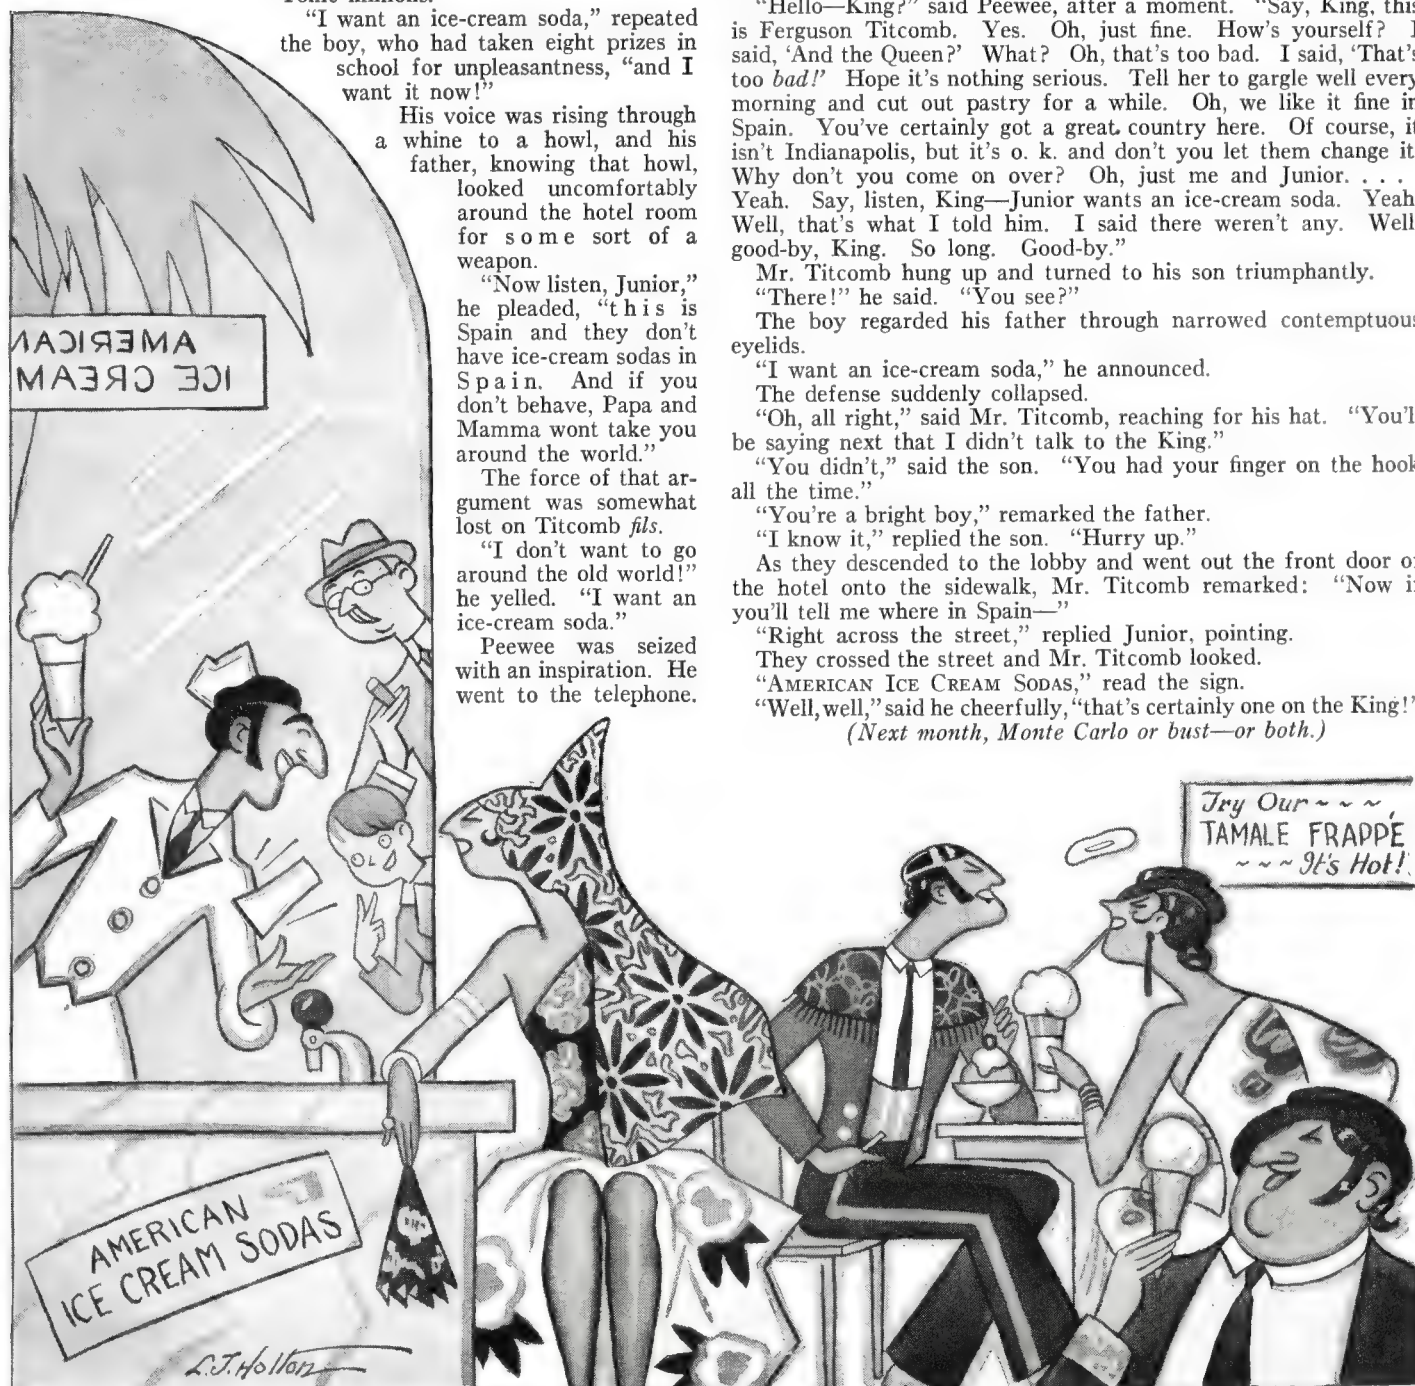 "I want an ice-cream soda," repeated
the boy, who had taken eight prizes in
school for unpleasantness, "and I
want it now!"
His voice was rising through
a whine to a howl, and his
father, knowing that howl,
looked uncomfortably
around the hotel room
for some sort of a
weapon.
"Now listen, Junior,"
he pleaded, "this is
Spain and they don't
have ice-cream sodas in
Spain. And if you
don't behave, Papa and
Mamma wont take you
around the world."
The force of that ar-
gument was somewhat
lost on Titcomb fils.
"I don't want to go
around the old world!"
he yelled. "I want an
ice-cream soda."
Peewee was seized
with an inspiration. He
went to the telephone.
"Hello—King?" said Peewee, after a moment. "Say, King, this
is Ferguson Titcomb. Yes. Oh, just fine. How's yourself? I
said, 'And the Queen?' What? Oh, that's too bad. I said, 'That's
too bad!' Hope it's nothing serious. Tell her to gargle well every
morning and cut out pastry for a while. Oh, we like it fine in
Spain. You've certainly got a great country here. Of course, it
isn't Indianapolis, but it's o. k. and don't you let them change it
Why don't you come on over? Oh, just me and Junior. . . .
Yeah. Say, listen, King—Junior wants an ice-cream soda. Yeah
Well, that's what I told him. I said there weren't any. Well
good-by, King. So long. Good-by."
Mr. Titcomb hung up and turned to his son triumphantly.
"There!" he said. "You see?"
The boy regarded his father through narrowed contemptuous
eyelids.
"I want an ice-cream soda," he announced.
The defense suddenly collapsed.
"Oh, all right," said Mr. Titcomb, reaching for his hat. "You'll
be saying next that I didn't talk to the King."
"You didn't," said the son. "You had your finger on the hook
all the time."
"You're a bright boy," remarked the father.
"I know it," replied the son. "Hurry up."
As they descended to the lobby and went out the front door of
the hotel onto the sidewalk, Mr. Titcomb remarked: "Now if
you'll tell me where in Spain—"
"Right across the street," replied Junior, pointing.
They crossed the street and Mr. Titcomb looked.
"AMERICAN ICE CREAM SODAS," read the sign.
"Well, well," said he cheerfully, "that's certainly one on the King!"
(Next month, Monte Carlo or bust—or both.)
AMERICAN
ICE CREAM
Try Our ~ ~ ~,
TAMALE FRAPPÉ
~ ~ ~ It's Hot!
AMERICAN
ICE CREAM SODAS
L.J. Holton